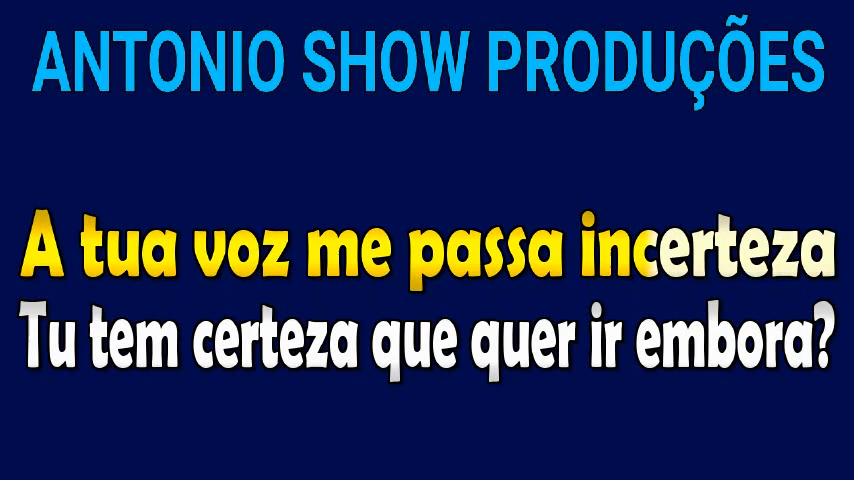 ANTONIO SHOW PRODUÇÕES
A tua voz me passa incerteza
Tu tem certeza que quer ir embora?